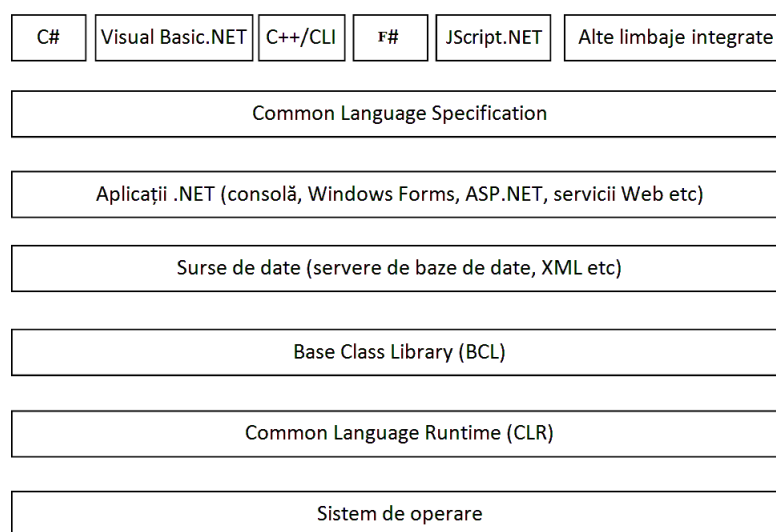 C# Visual Basic.NET C++/CLI F# JScript.NET Alte limbaje integrate
Common Language Specification
Aplicații .NET (consolă, Windows Forms, ASP.NET, servicii Web etc)
Surse de date (servere de baze de date, XML etc)
Base Class Library (BCL)
Common Language Runtime (CLR)
Sistem de operare